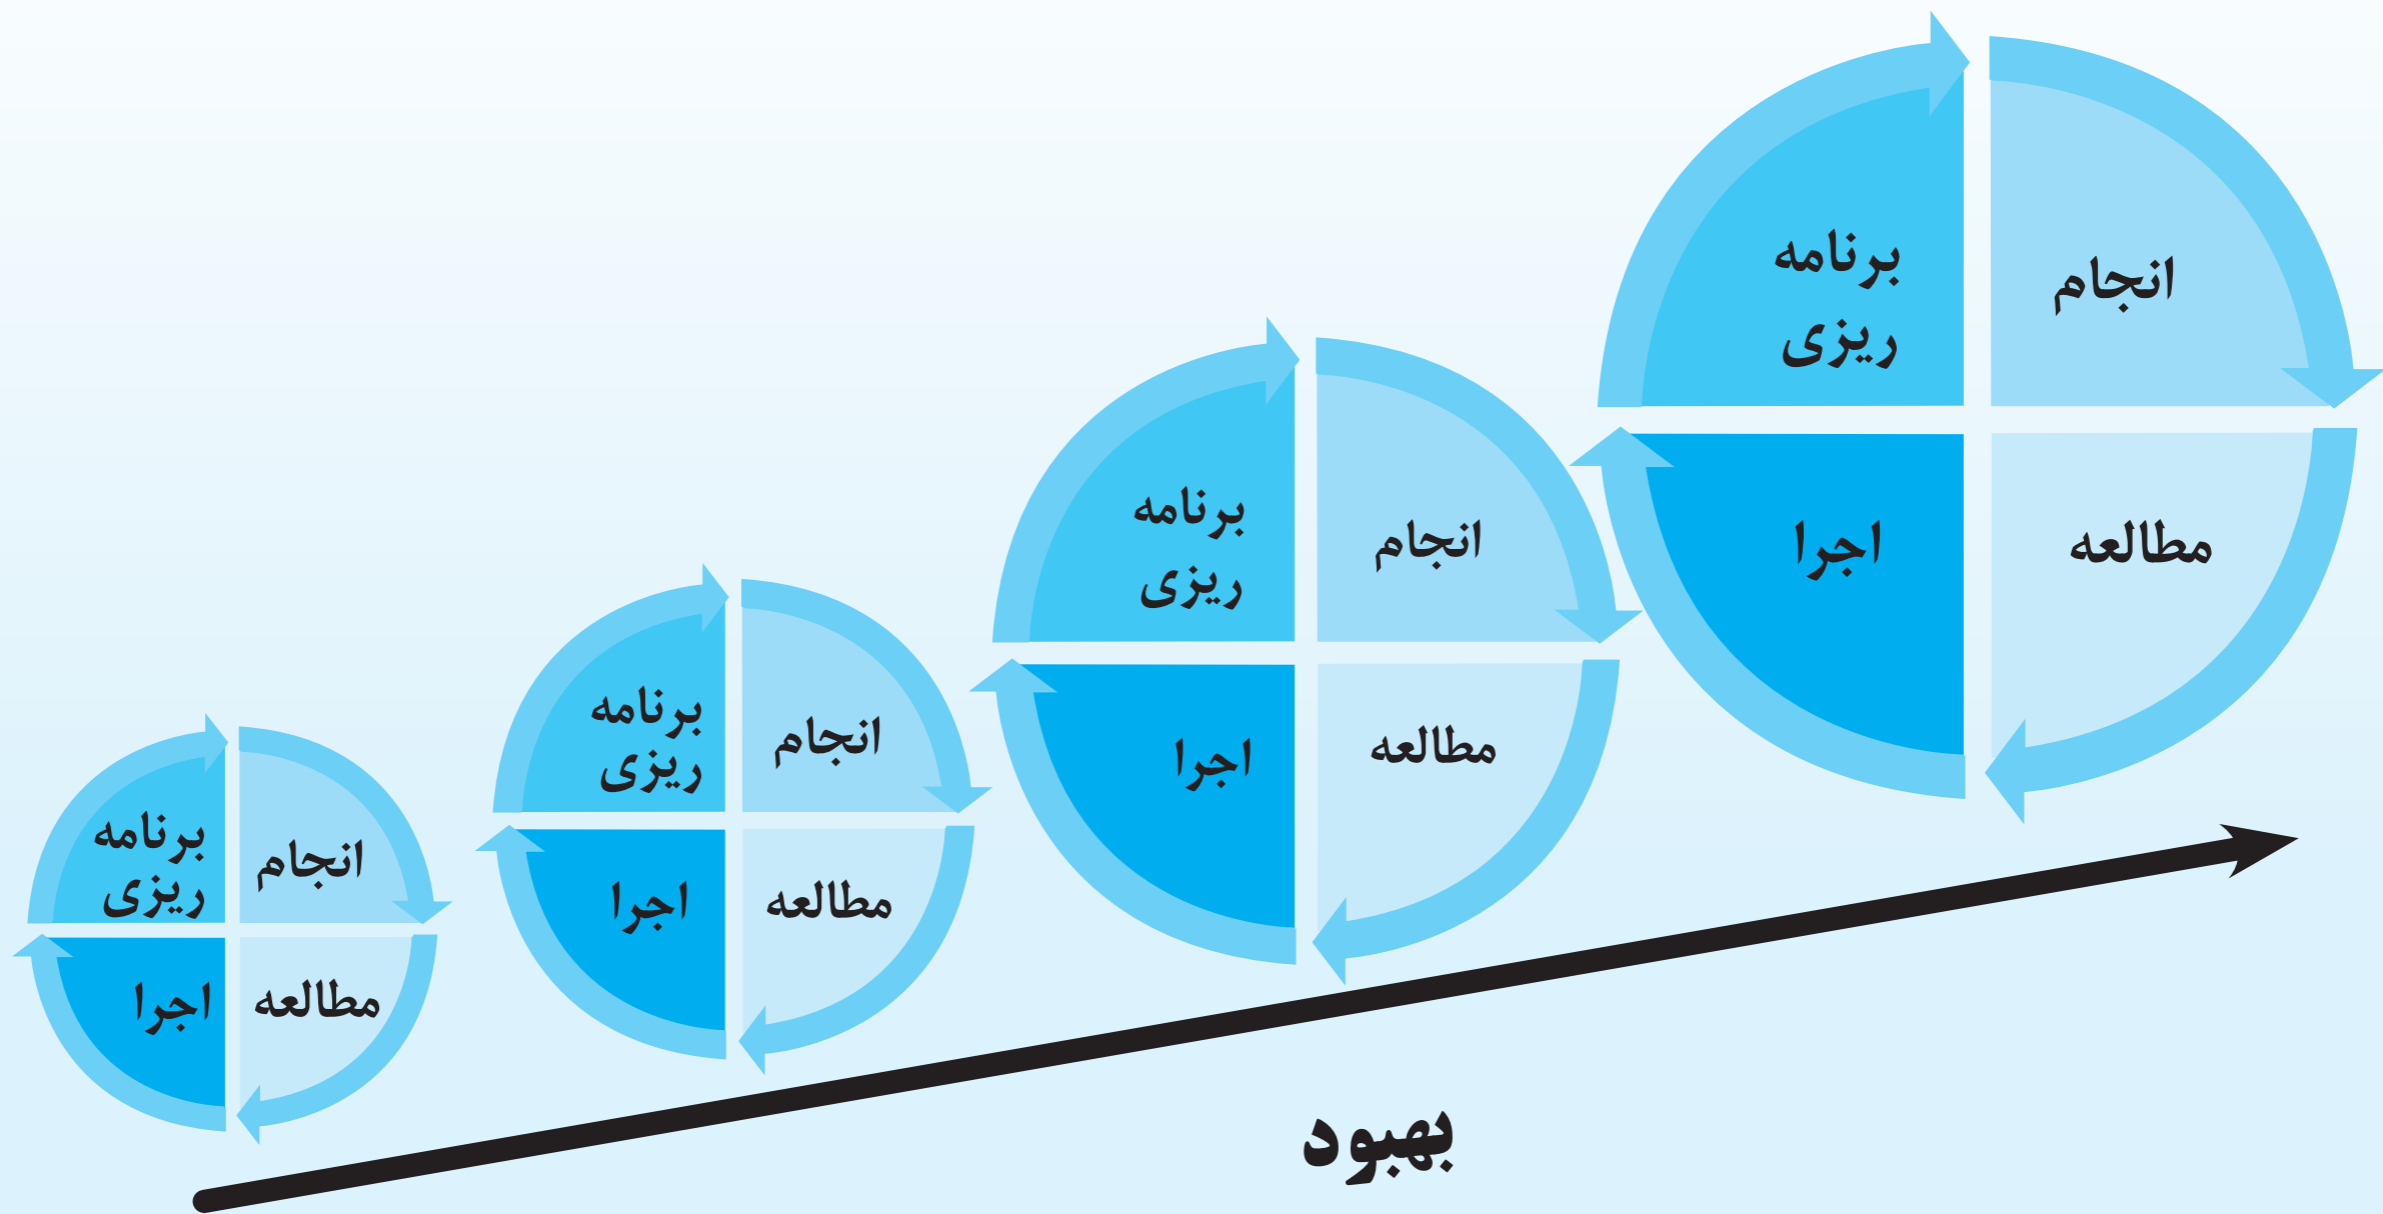 برنامه
ریزی
انجام
مطالعه
اجرا
برنامه
ریزی
انجام
مطالعه
اجرا
برنامه
ریزی
انجام
مطالعه
اجرا
برنامه
ریزی
انجام
مطالعه
اجرا
بهبود